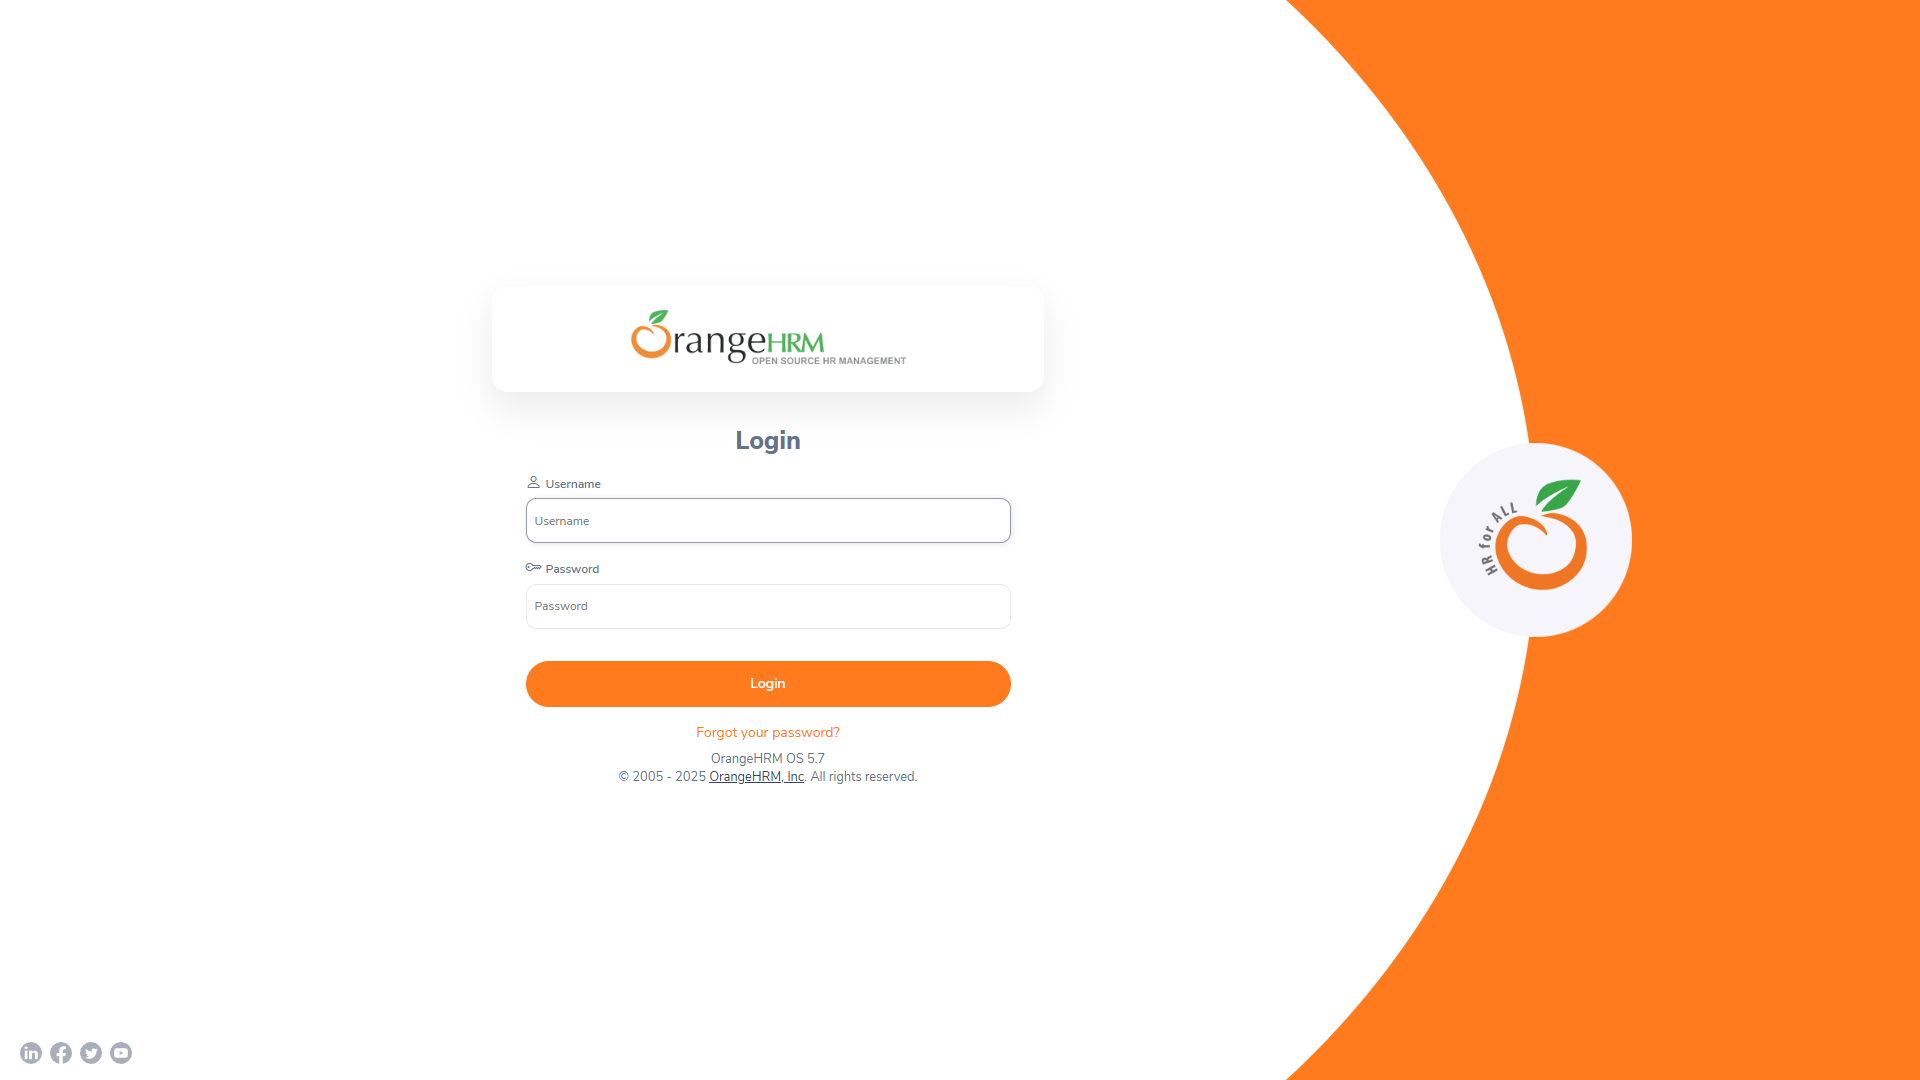 OrangeHRM
OPEN SOURCE HR MANAGEMENT
Login
Username
Username
Password
Password
Login
Forgot your password?
OrangeHRM OS 5.7
© 2005 - 2025 OrangeHRM, Inc. All rights reserved.
HR for ALL